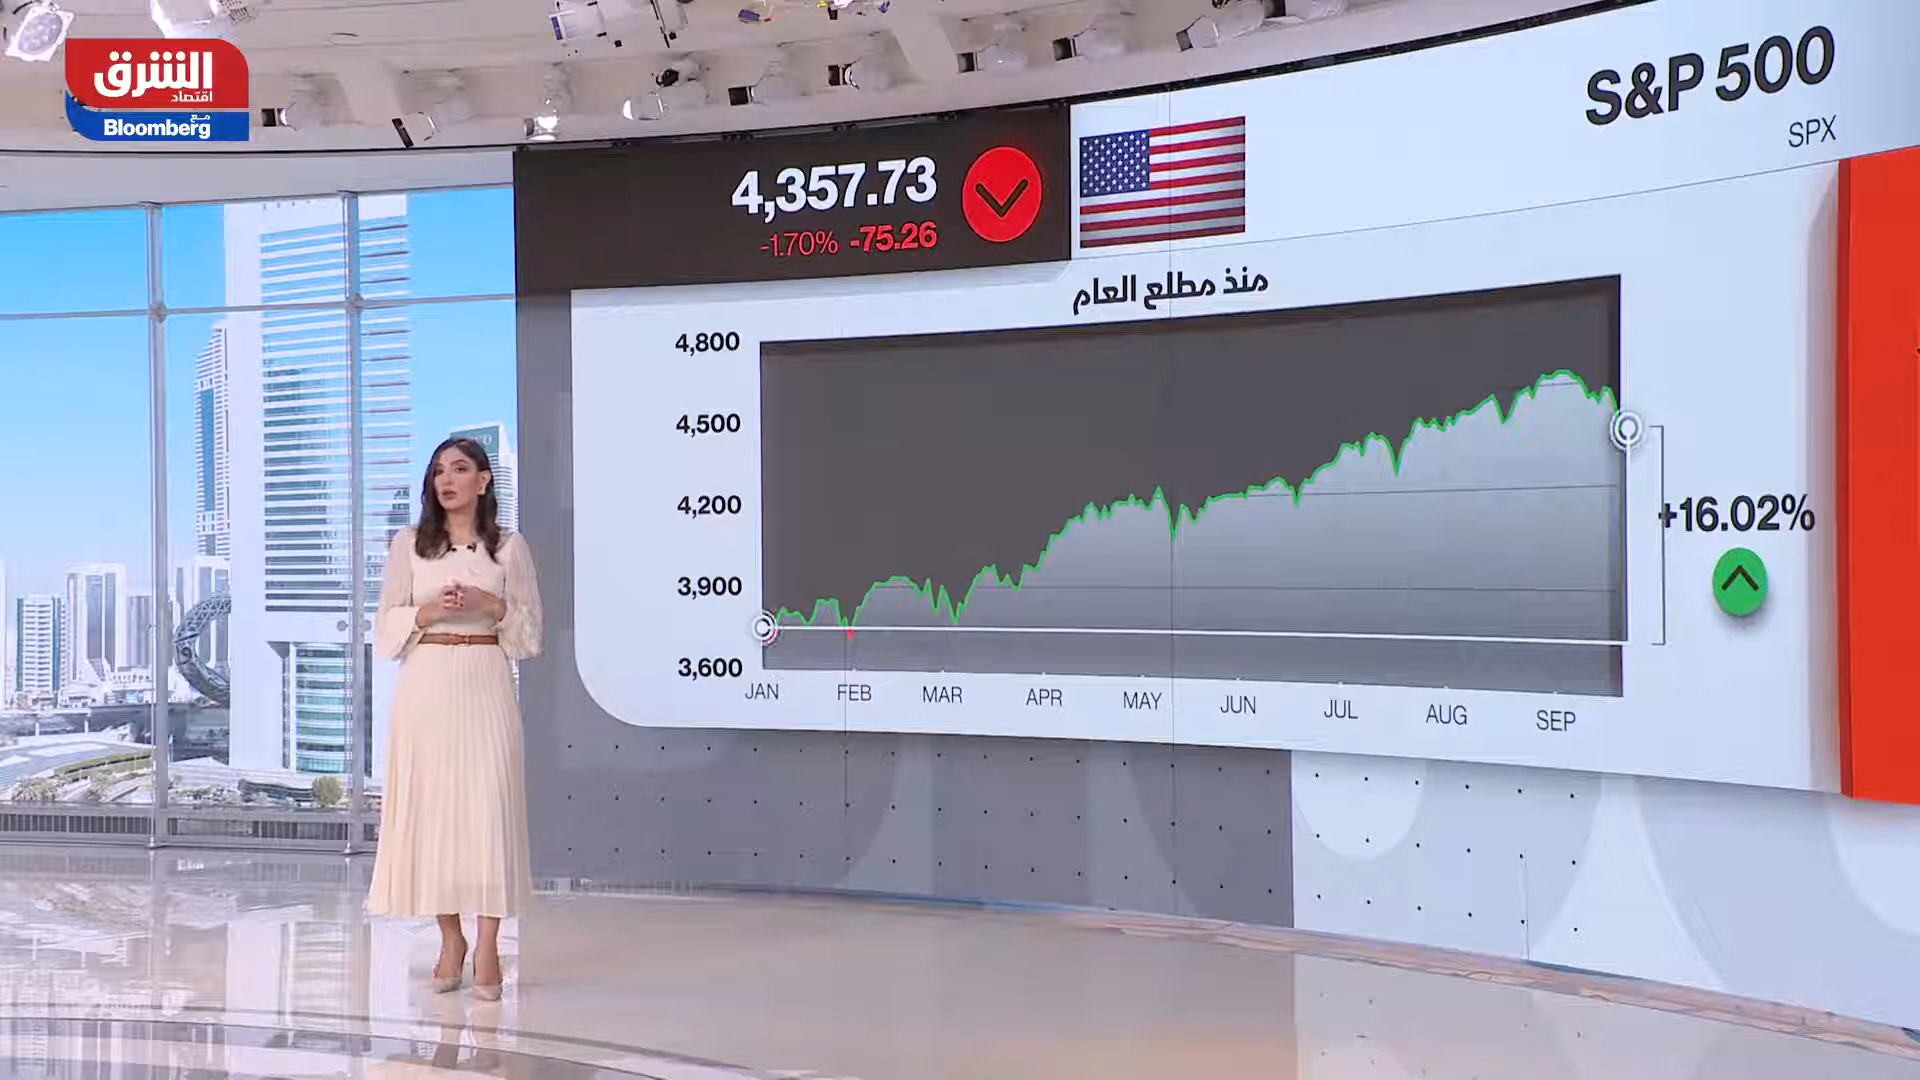 الشرق
اقتصاد
مع
Bloomberg
S&P 500
SPX
4,357.73
-1.70% -75.26
منذ مطلع العام
4,800
4,500
4,200
3,900
3,600
JAN FEB MAR APR MAY JUN JUL AUG SEP
+16.02%